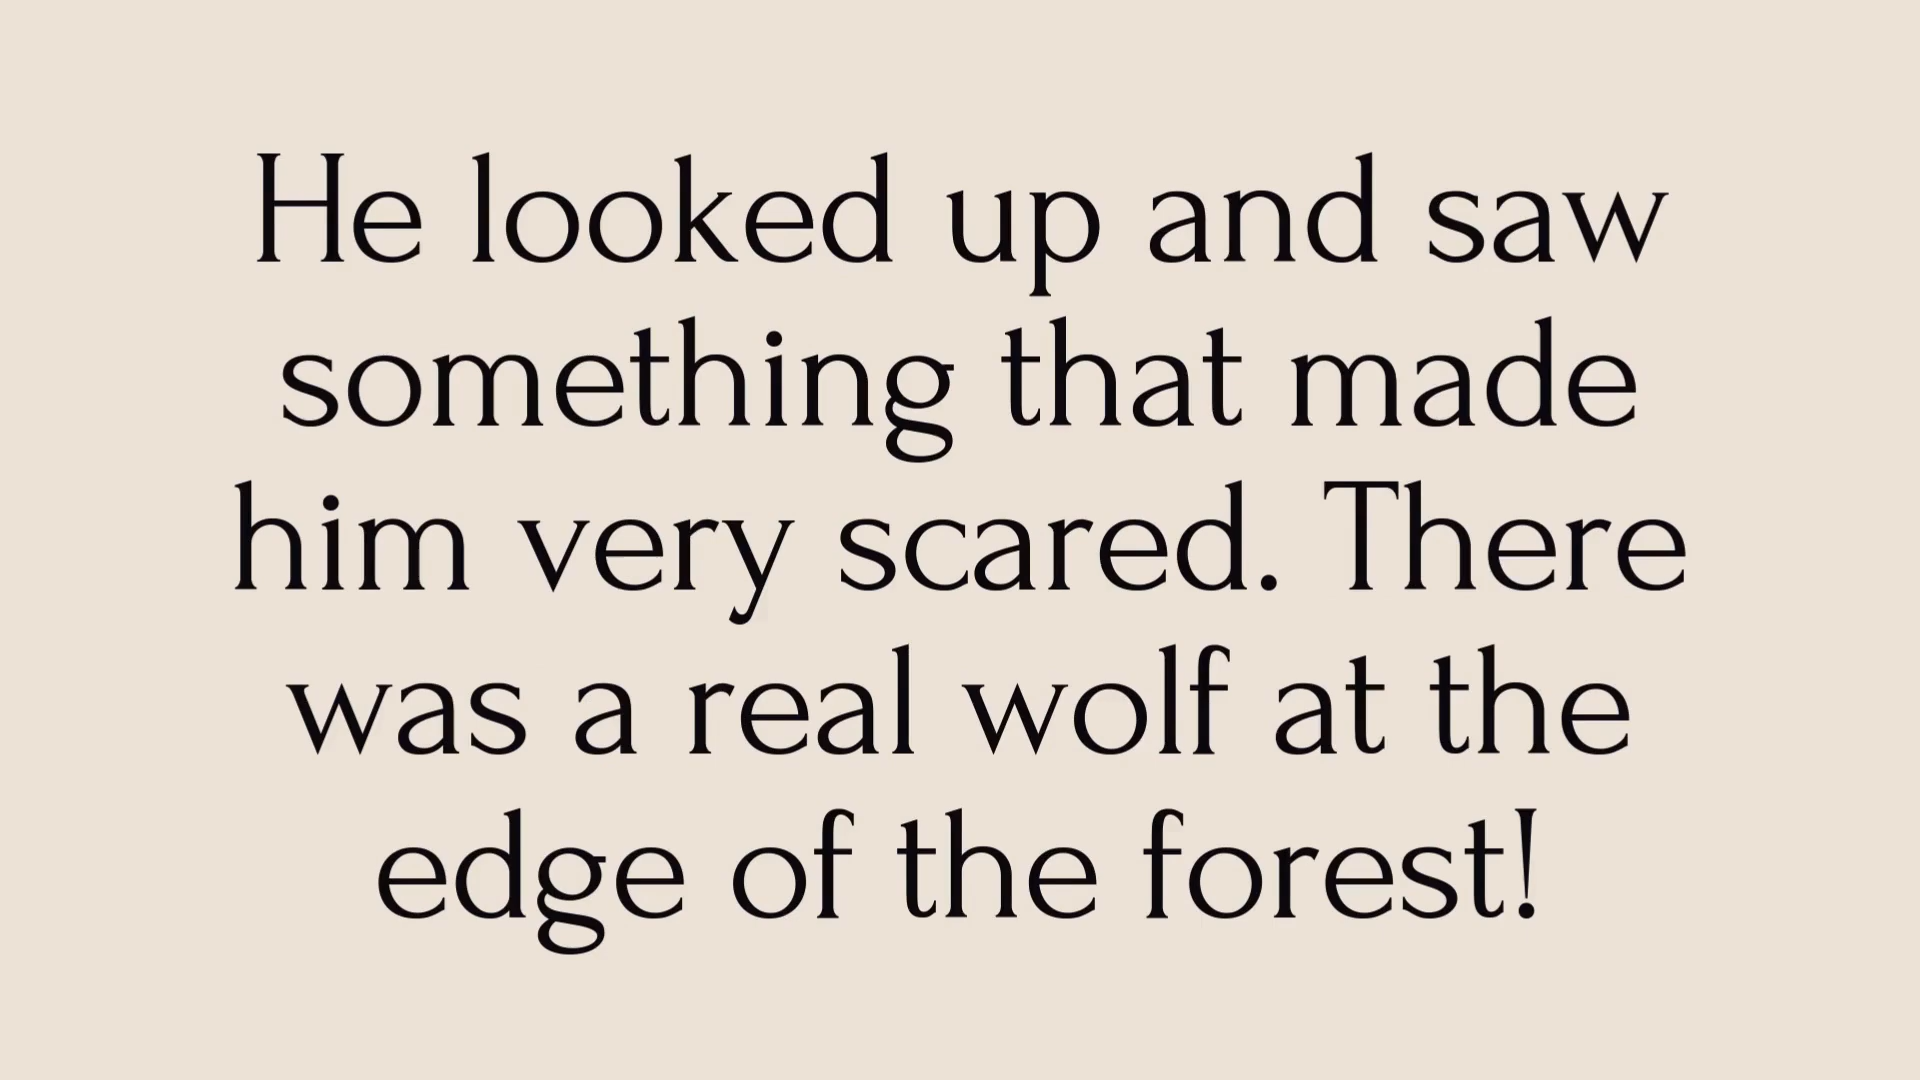 He looked up and saw
something that made
him very scared. There
was a real wolf at the
edge of the forest!